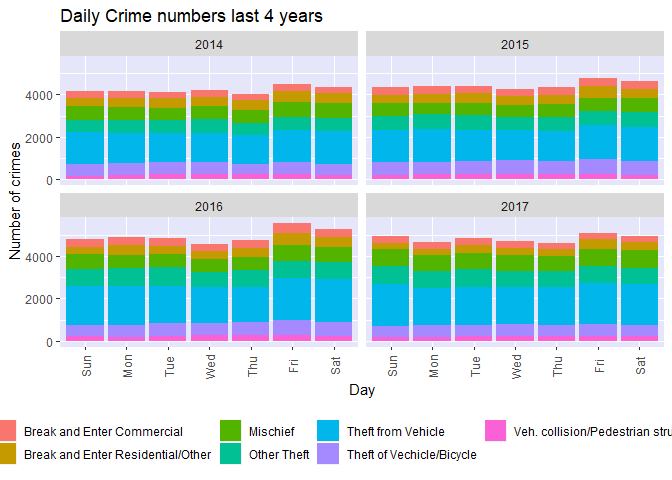 Daily Crime numbers last 4 years
2014
2015
4000
2000
0
2016
2017
4000
2000
0
Number of crimes
Sun Mon Tue Wed Thu Fri Sat
Sun Mon Tue Wed Thu Fri Sat
Day
Break and Enter Commercial
Mischief
Theft from Vehicle
Veh. collision/Pedestrian stru
Break and Enter Residential/Other
Other Theft
Theft of Vechicle/Bicycle